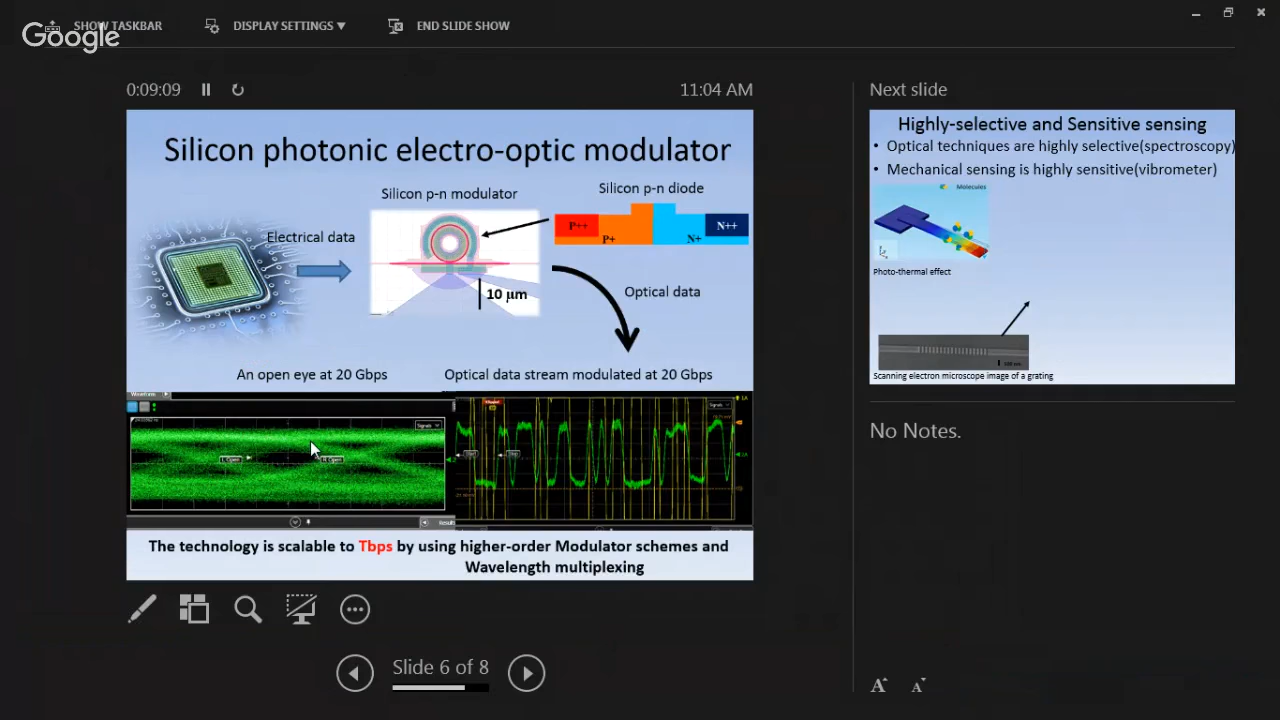 SHOW TASKBAR
Google
DISPLAY SETTINGS ▼
END SLIDE SHOW
0:09:09
11:04 AM
Silicon photonic electro-optic modulator
Silicon p-n modulator
Silicon p-n diode
P++
P+
N+
N++
Electrical data
10 µm
Optical data
An open eye at 20 Gbps
Optical data stream modulated at 20 Gbps
Waveform
Signals
Signals
Results
The technology is scalable to Tbps by using higher-order Modulator schemes and
Wavelength multiplexing
Slide 6 of 8
Next slide
Highly-selective and Sensitive sensing
• Optical techniques are highly selective(spectroscopy)
• Mechanical sensing is highly sensitive(vibrometer)
Molecules
Photo-thermal effect
Scanning electron microscope image of a grating
No Notes.
A
A